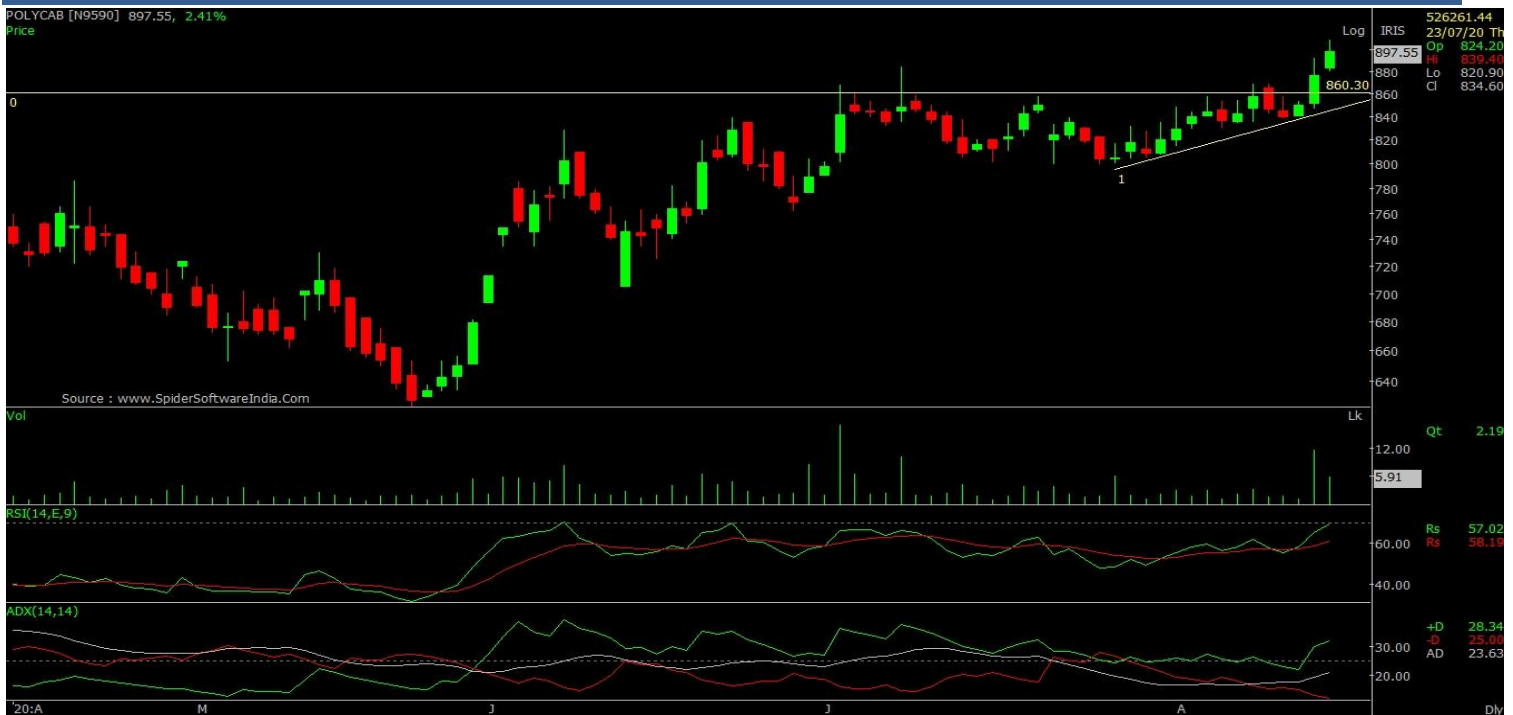 POLYCAB [N9590] 897.55, 2.41%
Price
Log
IRIS
526261.44
23/07/20 Th
Op 824.20
Hi 839.40
Lo 820.90
Cl 834.60
897.55
880
860.30
860
0
840
820
800
1
780
760
740
720
700
680
660
640
Source : www.SpiderSoftwareIndia.Com
Vol
Lk
Qt 2.19
12.00
5.91
RSI(14,E,9)
Rs 57.02
Rs 58.19
60.00
40.00
ADX(14,14)
+D 28.34
-D 25.00
AD 23.63
30.00
20.00
'20:A M J J A Dly